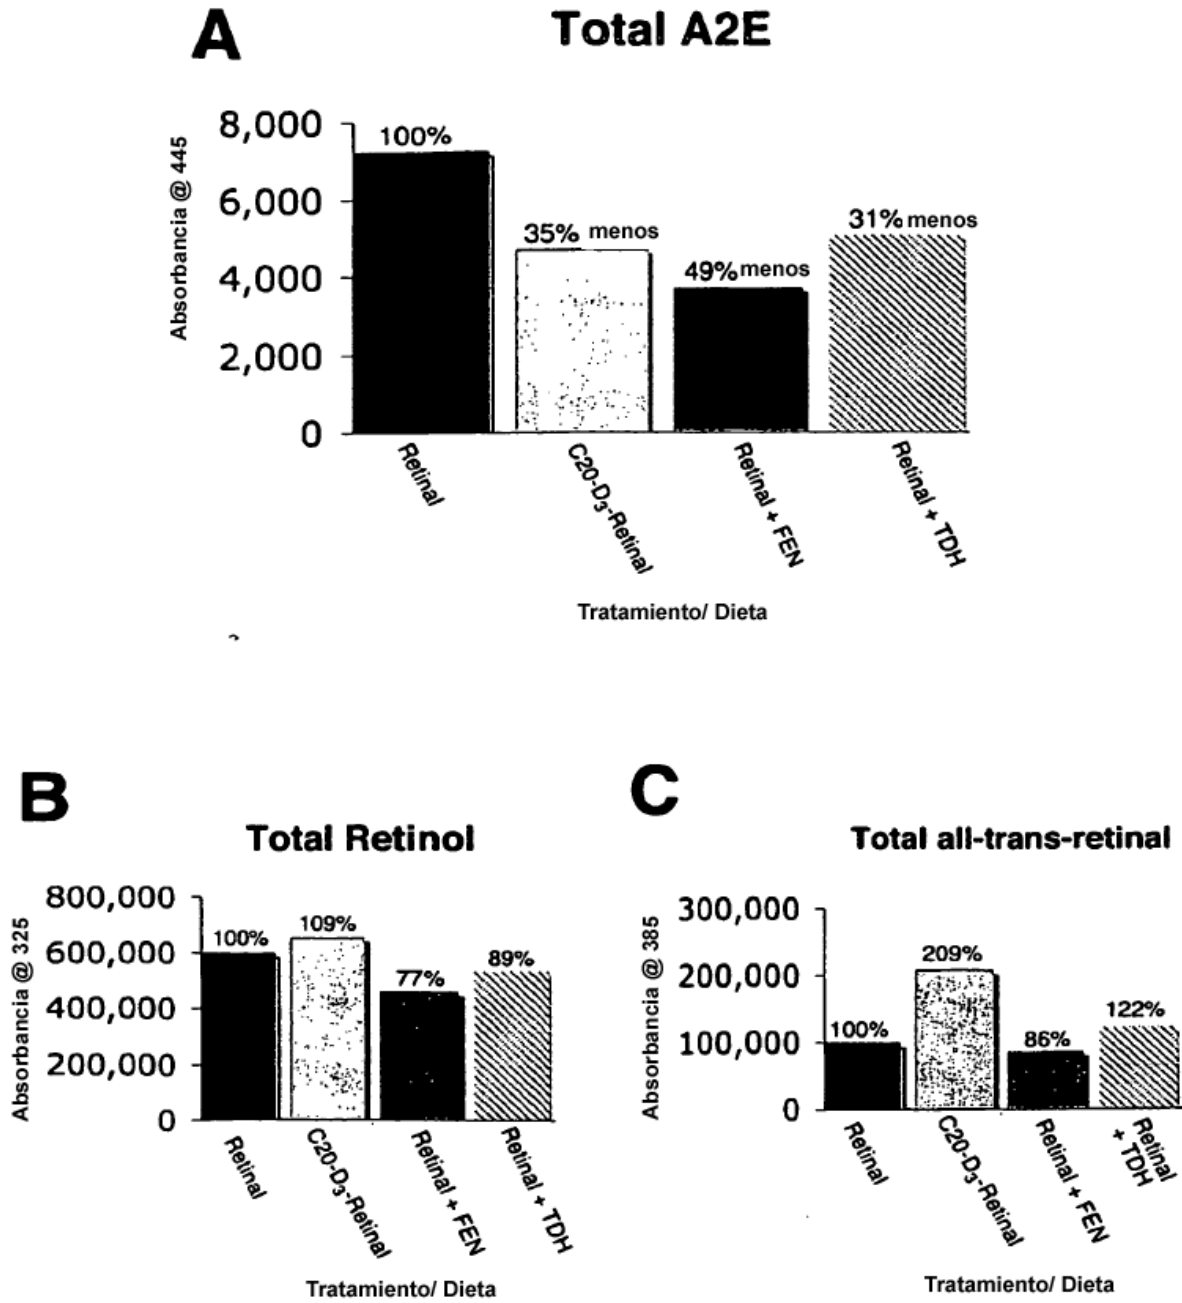 A
Total A2E
Absorbancia @ 445
8,000
6,000
4,000
2,000
0
100%
35% menos
49% menos
31% menos
Retinal
C20-D3-Retinal
Retinal + FEN
Retinal + TDH
Tratamiento/ Dieta
B
Total Retinol
Absorbancia @ 325
800,000
600,000
400,000
200,000
0
100%
109%
77%
89%
Retinal
C20-D3-Retinal
Retinal + FEN
Retinal + TDH
Tratamiento/ Dieta
C
Total all-trans-retinal
Absorbancia @ 385
300,000
200,000
100,000
0
100%
209%
86%
122%
Retinal
C20-D3-Retinal
Retinal + FEN
Retinal
+ TDH
Tratamiento/ Dieta